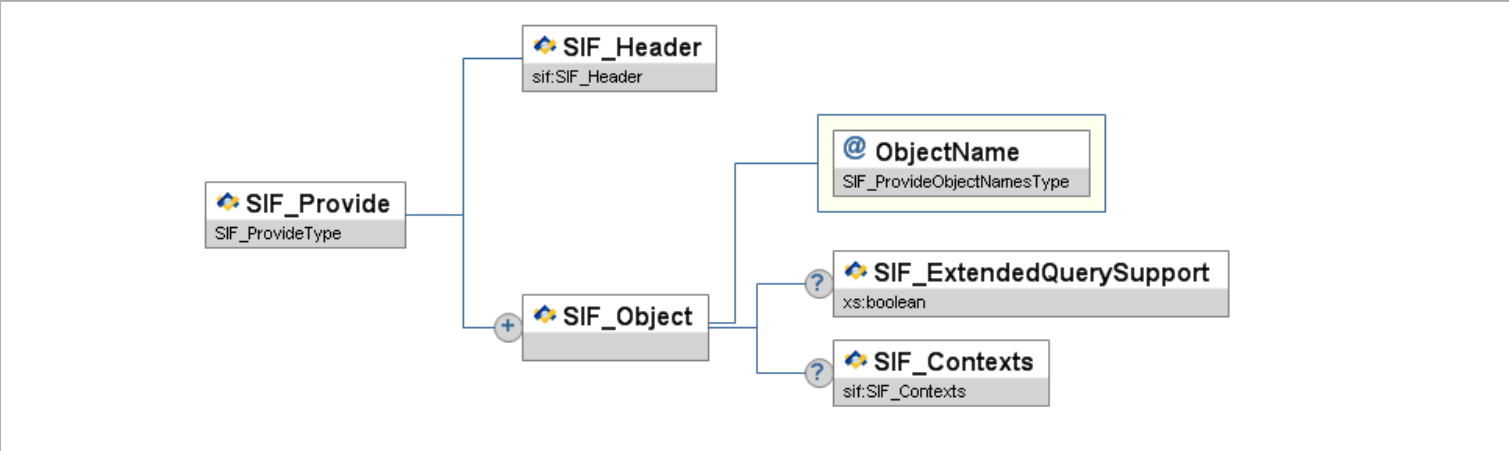 SIF_Header
sif:SIF_Header
@ ObjectName
SIF_ProvideObjectNamesType
SIF_Provide
SIF_ProvideType
? SIF_ExtendedQuerySupport
xs:boolean
+ SIF_Object
? SIF_Contexts
sif:SIF_Contexts